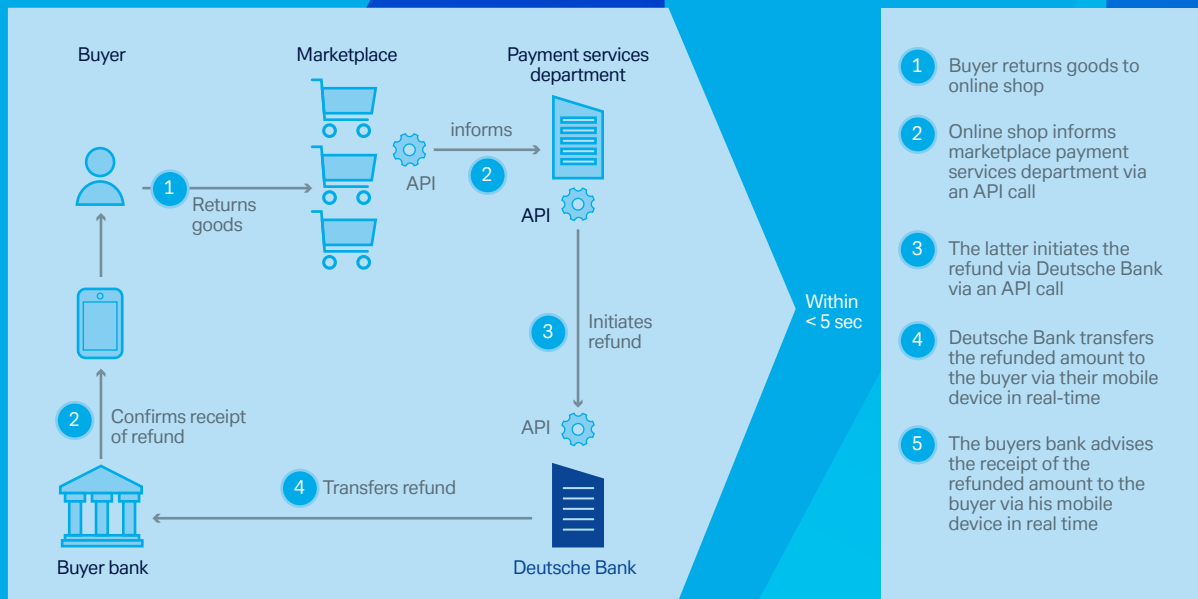 Buyer
Marketplace
Payment services
department
informs
2
API
1
Returns
goods
API
3
Initiates
refund
Within
< 5 sec
2
Confirms receipt
of refund
API
4
Transfers refund
Buyer bank
Deutsche Bank
1
Buyer returns goods to
online shop
2
Online shop informs
marketplace payment
services department via
an API call
3
The latter initiates the
refund via Deutsche Bank
via an API call
4
Deutsche Bank transfers
the refunded amount to
the buyer via their mobile
device in real-time
5
The buyers bank advises
the receipt of the
refunded amount to the
buyer via his mobile
device in real time